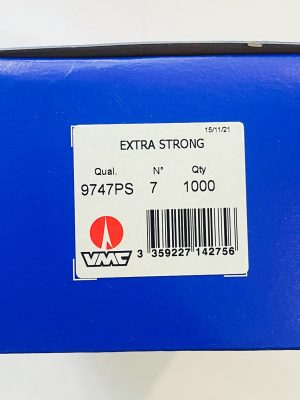 15/11/21
EXTRA STRONG
Qual. N° Qty
9747PS 7 1000
VMC
3 359227 142756